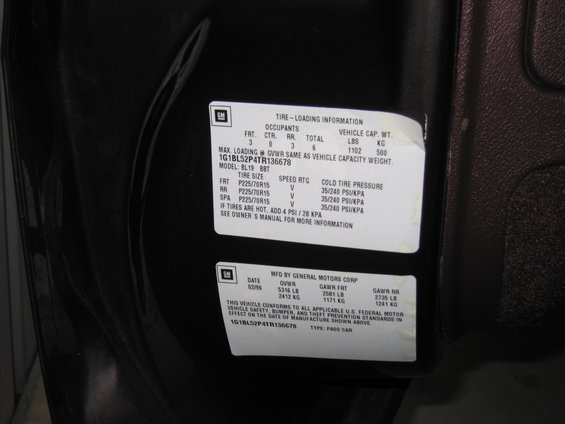 GM
TIRE-LOADING INFORMATION
OCCUPANTS VEHICLE CAP. WT.
FRT. CTR. RR. TOTAL LBS KG
3 0 3 6 1102 500
MAX. LOADING @ GVWR SAME AS VEHICLE CAPACITY WEIGHT.
1G1BL52P4TR136678
MODEL: BL19 BBT
TIRE SIZE SPEED RTG COLD TIRE PRESSURE
FRT P225/70R15 V 35/240 PSI/KPA
RR P225/70R15 V 35/240 PSI/KPA
SPA P225/70R15 V 35/240 PSI/KPA
IF TIRES ARE HOT, ADD 4 PSI / 28 KPA
SEE OWNER'S MANUAL FOR MORE INFORMATION
GM
MFD BY GENERAL MOTORS CORP
DATE GVWR GAWR FRT GAWR RR
02/96 5316 LB 2581 LB 2735 LB
2412 KG 1171 KG 1241 KG
THIS VEHICLE CONFORMS TO ALL APPLICABLE U.S. FEDERAL MOTOR
VEHICLE SAFETY, BUMPER, AND THEFT PREVENTION STANDARDS IN
EFFECT ON THE DATE OF MANUFACTURE SHOWN ABOVE.
1G1BL52P4TR136678 TYPE: PASS CAR